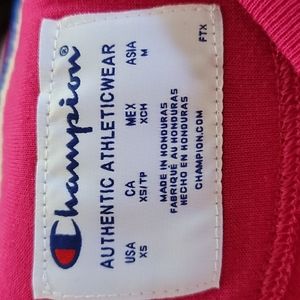 Champion
AUTHENTIC ATHLETICWEAR
USA CA MEX ASIA
XS XS/TP XCH M
MADE IN HONDURAS
FABRIQUÉ AU HONDURAS
HECHO EN HONDURAS
CHAMPION.COM
FTX